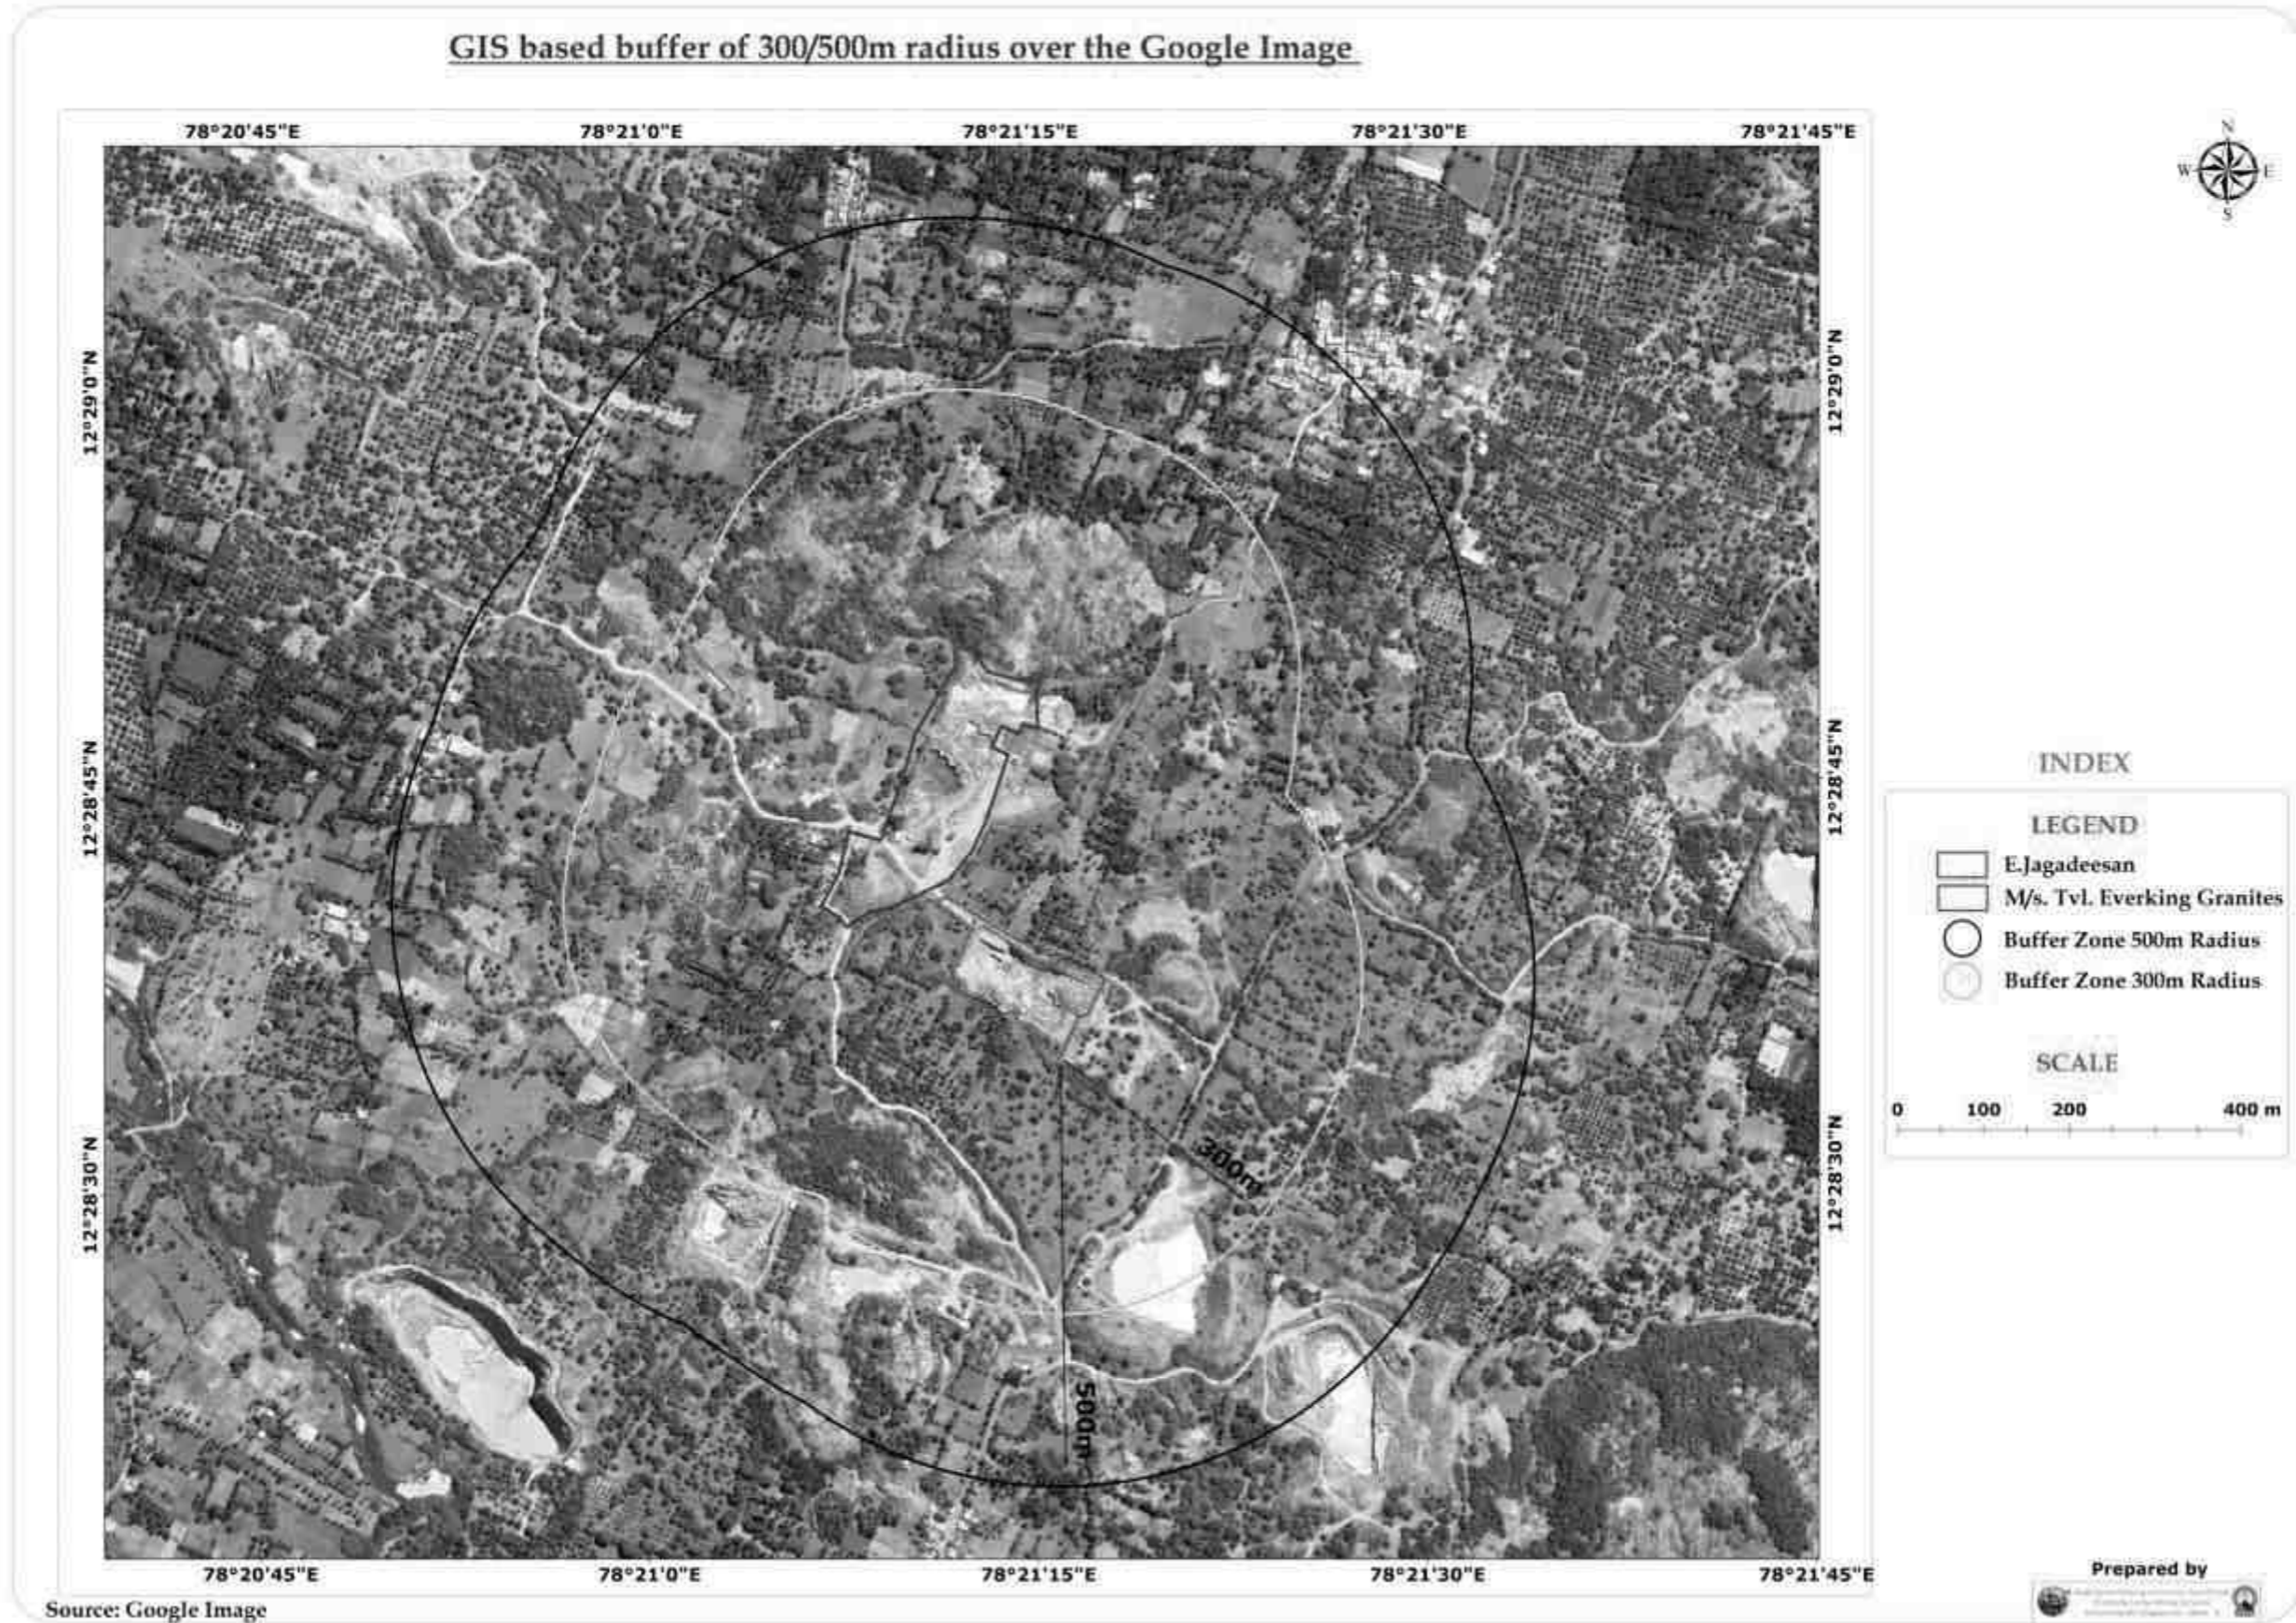 GIS based buffer of 300/500m radius over the Google Image
78°20'45"E 78°21'0"E 78°21'15"E 78°21'30"E 78°21'45"E
N
W E
S
12°29'0"N 12°29'0"N
12°28'45"N 12°28'45"N
INDEX
LEGEND
E.Jagadeesan
M/s. Tvl. Everking Granites
Buffer Zone 500m Radius
Buffer Zone 300m Radius
SCALE
0 100 200 400 m
12°28'30"N 12°28'30"N
300m
500m
78°20'45"E 78°21'0"E 78°21'15"E 78°21'30"E 78°21'45"E
Prepared by
Source: Google Image